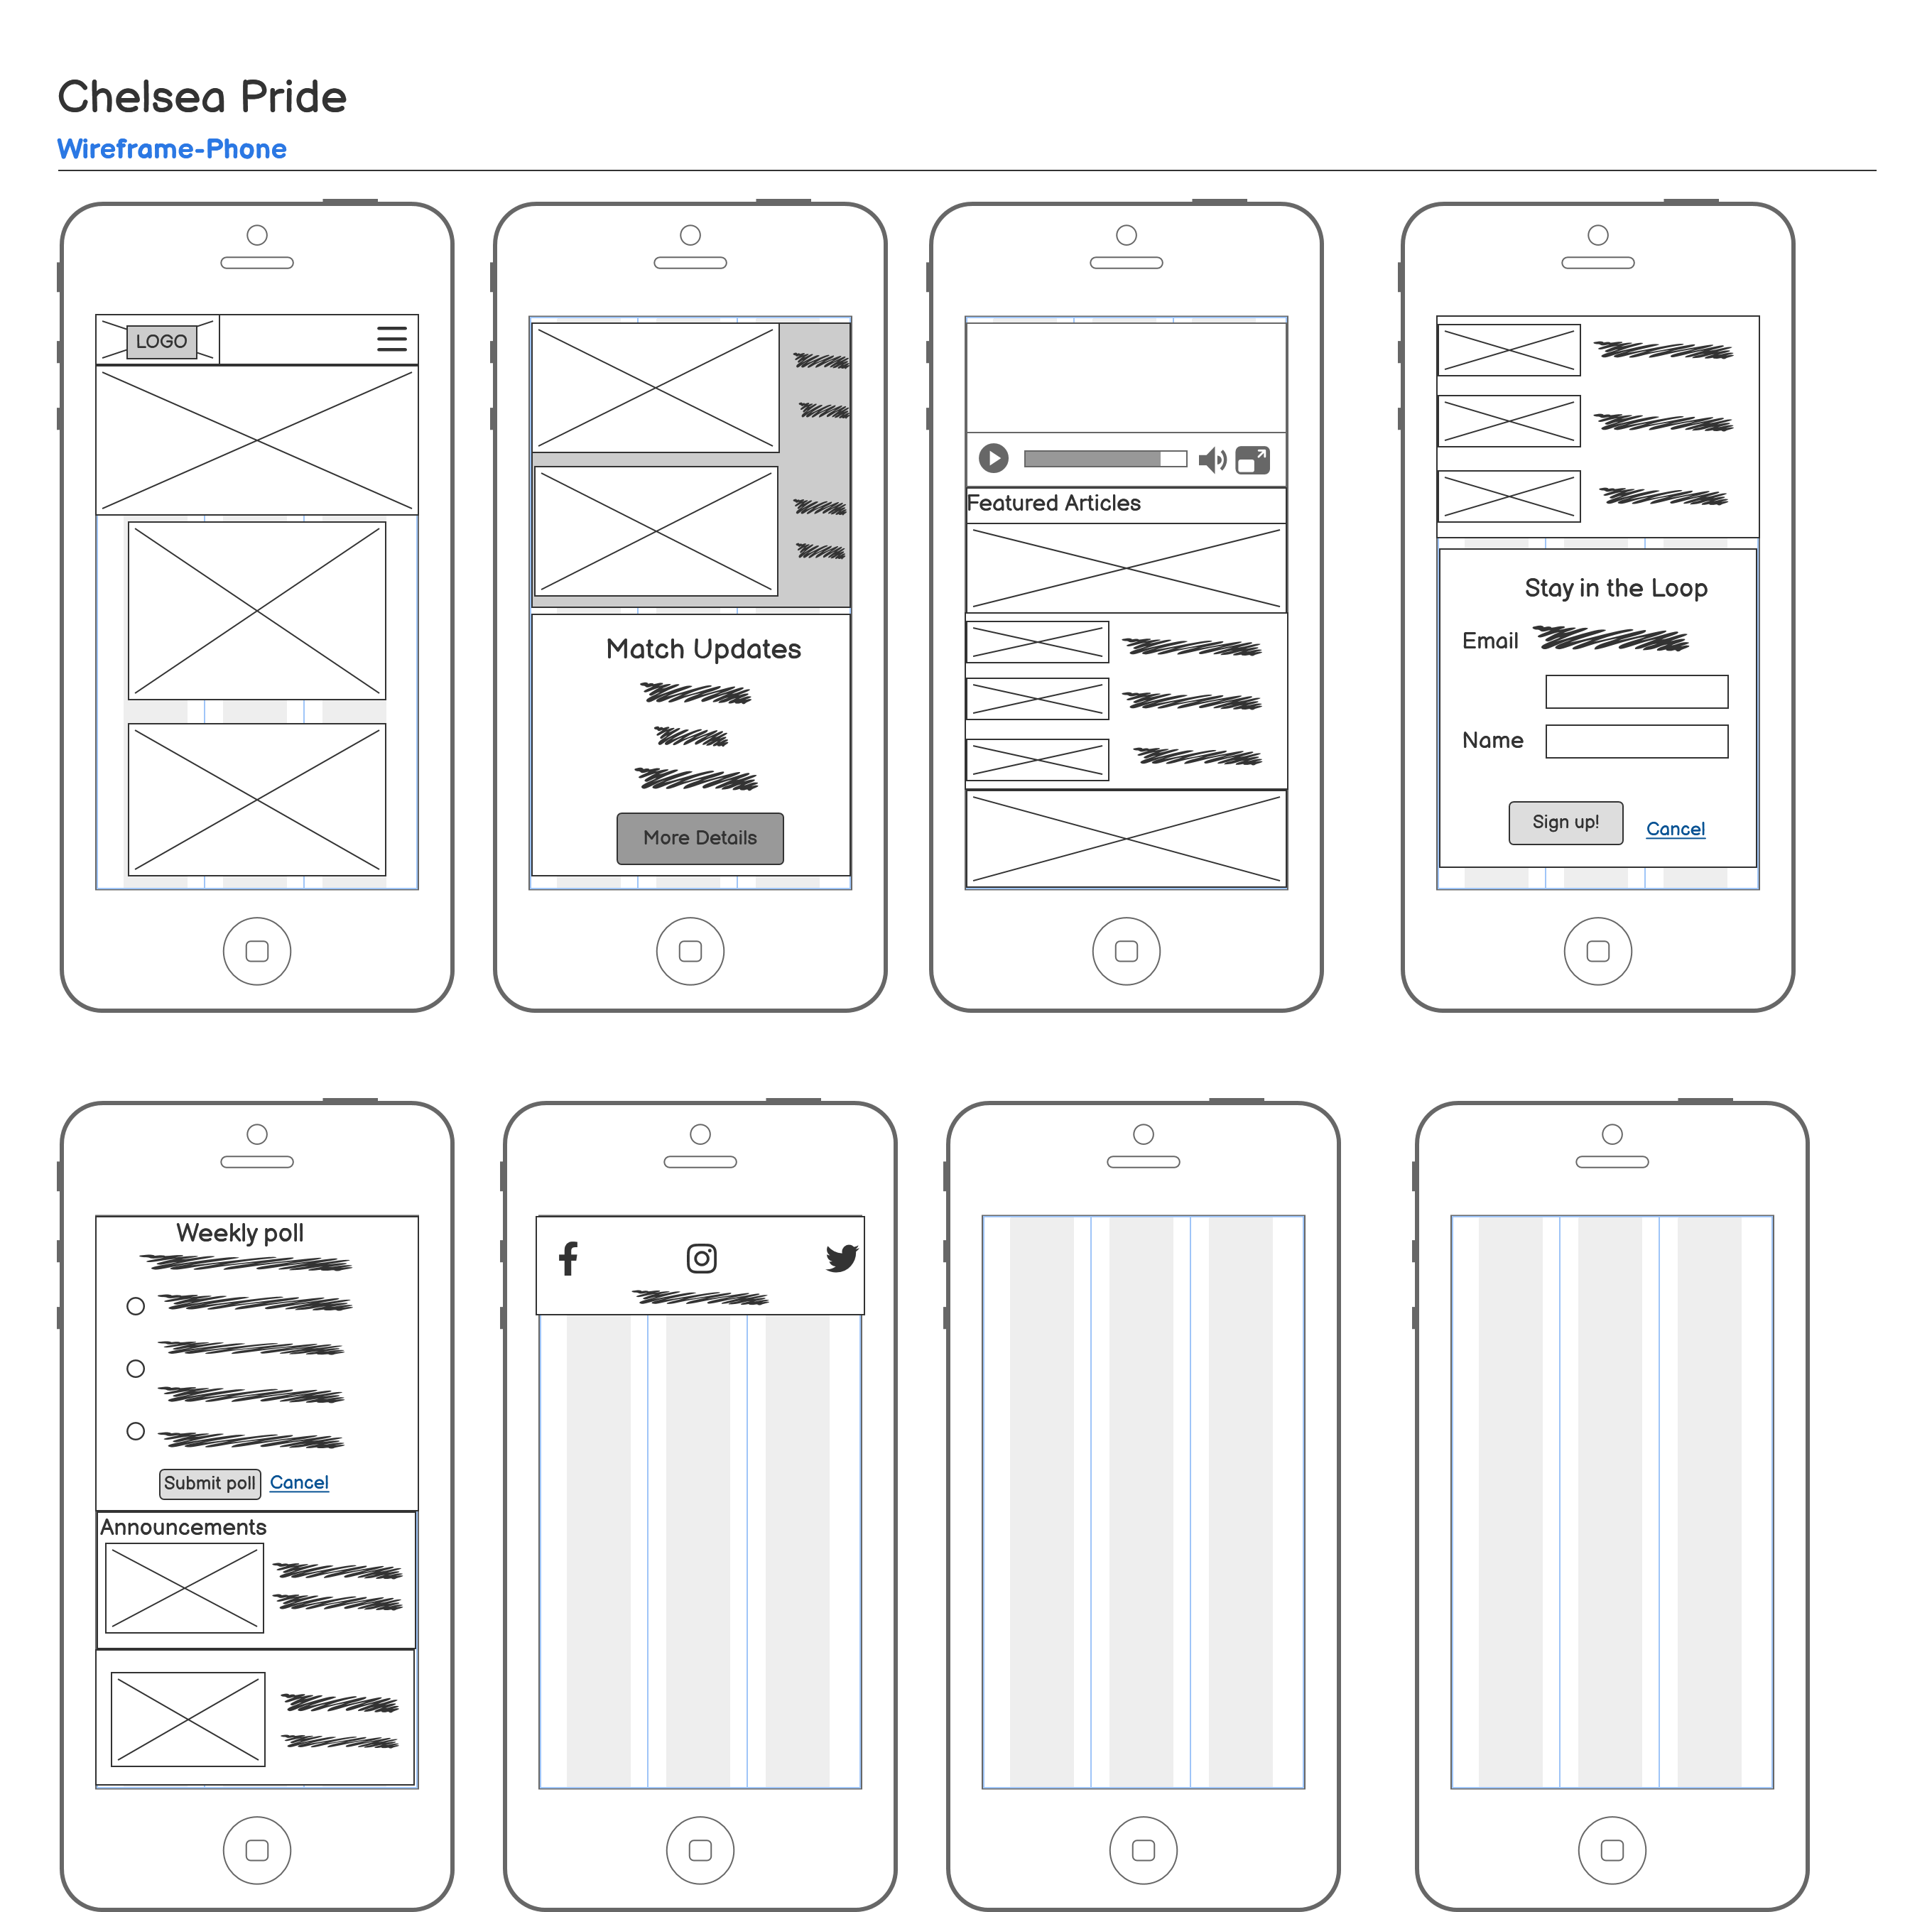 Chelsea Pride
Wireframe-Phone
LOGO
Match Updates
More Details
Featured Articles
Stay in the Loop
Email
Name
Sign up!
Cancel
Weekly poll
Submit poll Cancel
Announcements